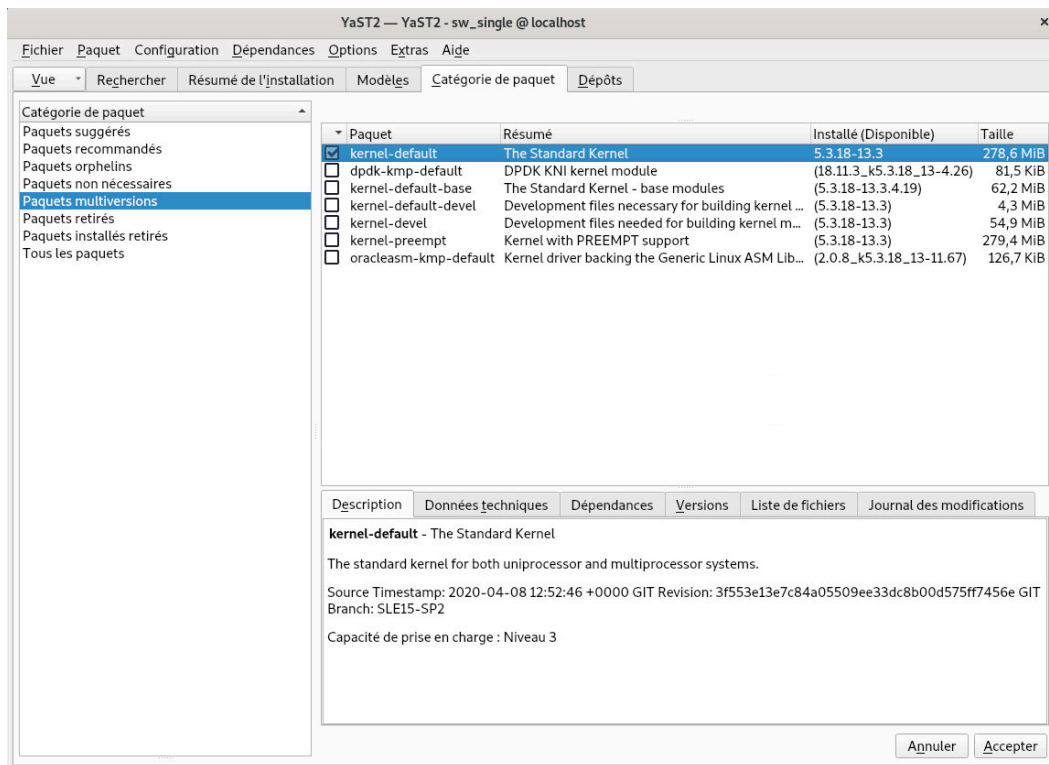 YaST2 — YaST2 - sw_single @ localhost
Fichier Paquet Configuration Dépendances Options Extras Aide
Vue Rechercher Résumé de l'installation Modèles Catégorie de paquet Dépôts
Catégorie de paquet
Paquets suggérés
Paquets recommandés
Paquets orphelins
Paquets non nécessaires
Paquets multiversions
Paquets retirés
Paquets installés retirés
Tous les paquets
Paquet Résumé Installé (Disponible) Taille
kernel-default The Standard Kernel 5.3.18-13.3 278,6 MiB
dpdk-kmp-default DPDK KNI kernel module (18.11.3_k5.3.18_13-4.26) 81,5 KiB
kernel-default-base The Standard Kernel - base modules (5.3.18-13.3.4.19) 62,2 MiB
kernel-default-devel Development files necessary for building kernel ... (5.3.18-13.3) 4,3 MiB
kernel-devel Development files needed for building kernel m... (5.3.18-13.3) 54,9 MiB
kernel-preempt Kernel with PREEMPT support (5.3.18-13.3) 279,4 MiB
oracleasm-kmp-default Kernel driver backing the Generic Linux ASM Lib... (2.0.8_k5.3.18_13-11.67) 126,7 KiB
Description Données techniques Dépendances Versions Liste de fichiers Journal des modifications
kernel-default - The Standard Kernel
The standard kernel for both uniprocessor and multiprocessor systems.
Source Timestamp: 2020-04-08 12:52:46 +0000 GIT Revision: 3f553e13e7c84a05509ee33dc8b00d575ff7456e GIT
Branch: SLE15-SP2
Capacité de prise en charge : Niveau 3
Annuler Accepter